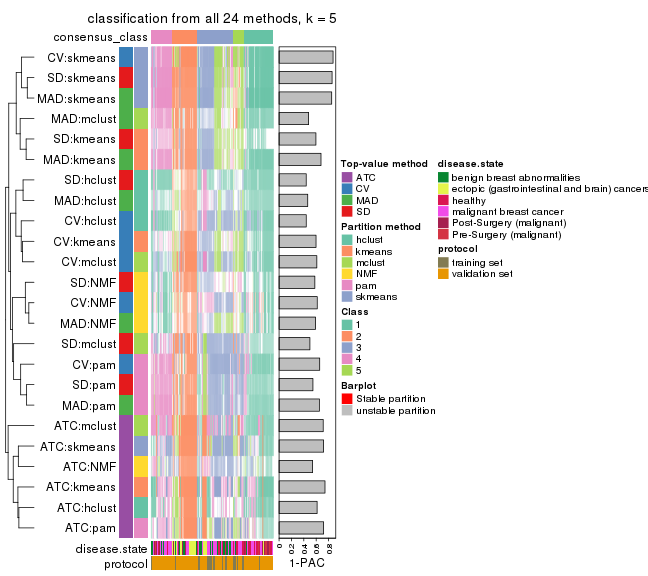 classification from all 24 methods, k = 5
consensus_class
CV:skmeans
SD:skmeans
MAD:skmeans
MAD:mclust
SD:kmeans
MAD:kmeans
SD:hclust
MAD:hclust
CV:hclust
CV:kmeans
CV:mclust
SD:NMF
CV:NMF
MAD:NMF
SD:mclust
CV:pam
SD:pam
MAD:pam
ATC:mclust
ATC:skmeans
ATC:NMF
ATC:kmeans
ATC:hclust
ATC:pam
disease.state
protocol
0 0.2 0.4 0.6 0.8
1-PAC
Top-value method
ATC
CV
MAD
SD
Partition method
hclust
kmeans
mclust
NMF
pam
skmeans
Class
1
2
3
4
5
Barplot
Stable partition
unstable partition
disease.state
benign breast abnormalities
ectopic (gastrointestinal and brain) cancers
healthy
malignant breast cancer
Post-Surgery (malignant)
Pre-Surgery (malignant)
protocol
training set
validation set